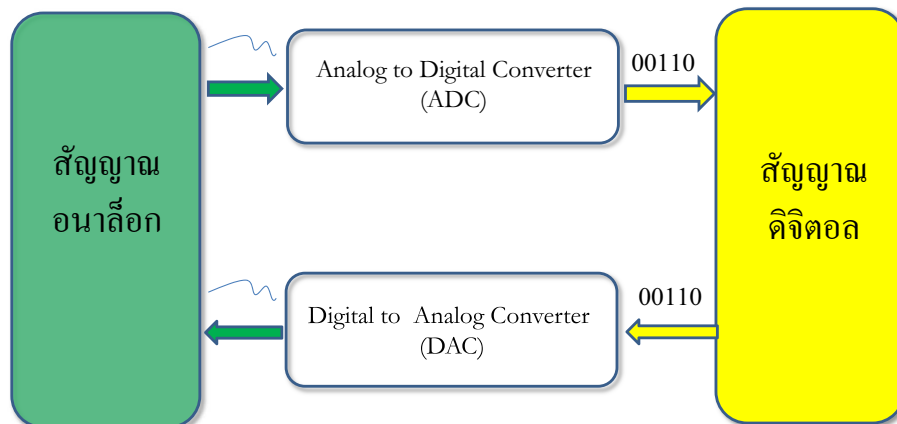 สัญญาณ
อนาล็อก
Analog to Digital Converter
(ADC)
00110
สัญญาณ
ดิจิตอล
Digital to Analog Converter
(DAC)
00110